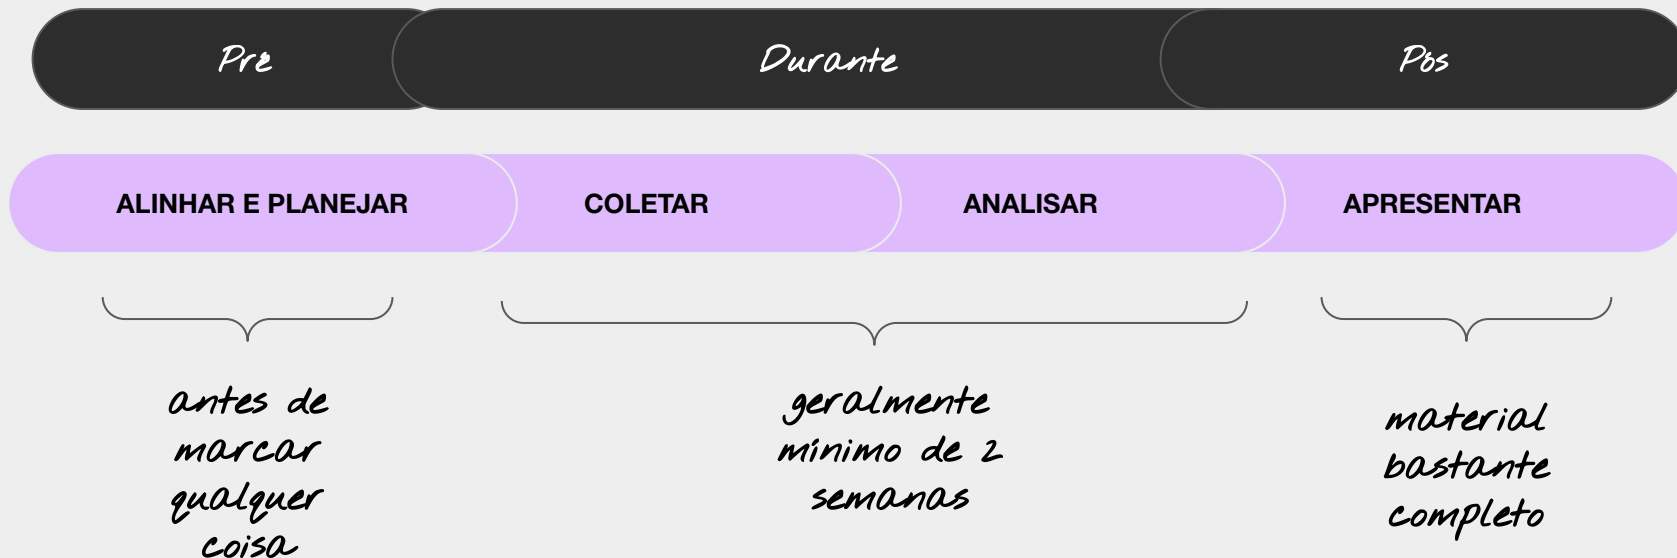 Pré
Durante
Pós
ALINHAR E PLANEJAR
COLETAR
ANALISAR
APRESENTAR
antes de
marcar
qualquer
coisa
geralmente
mínimo de 2
semanas
material
bastante
completo